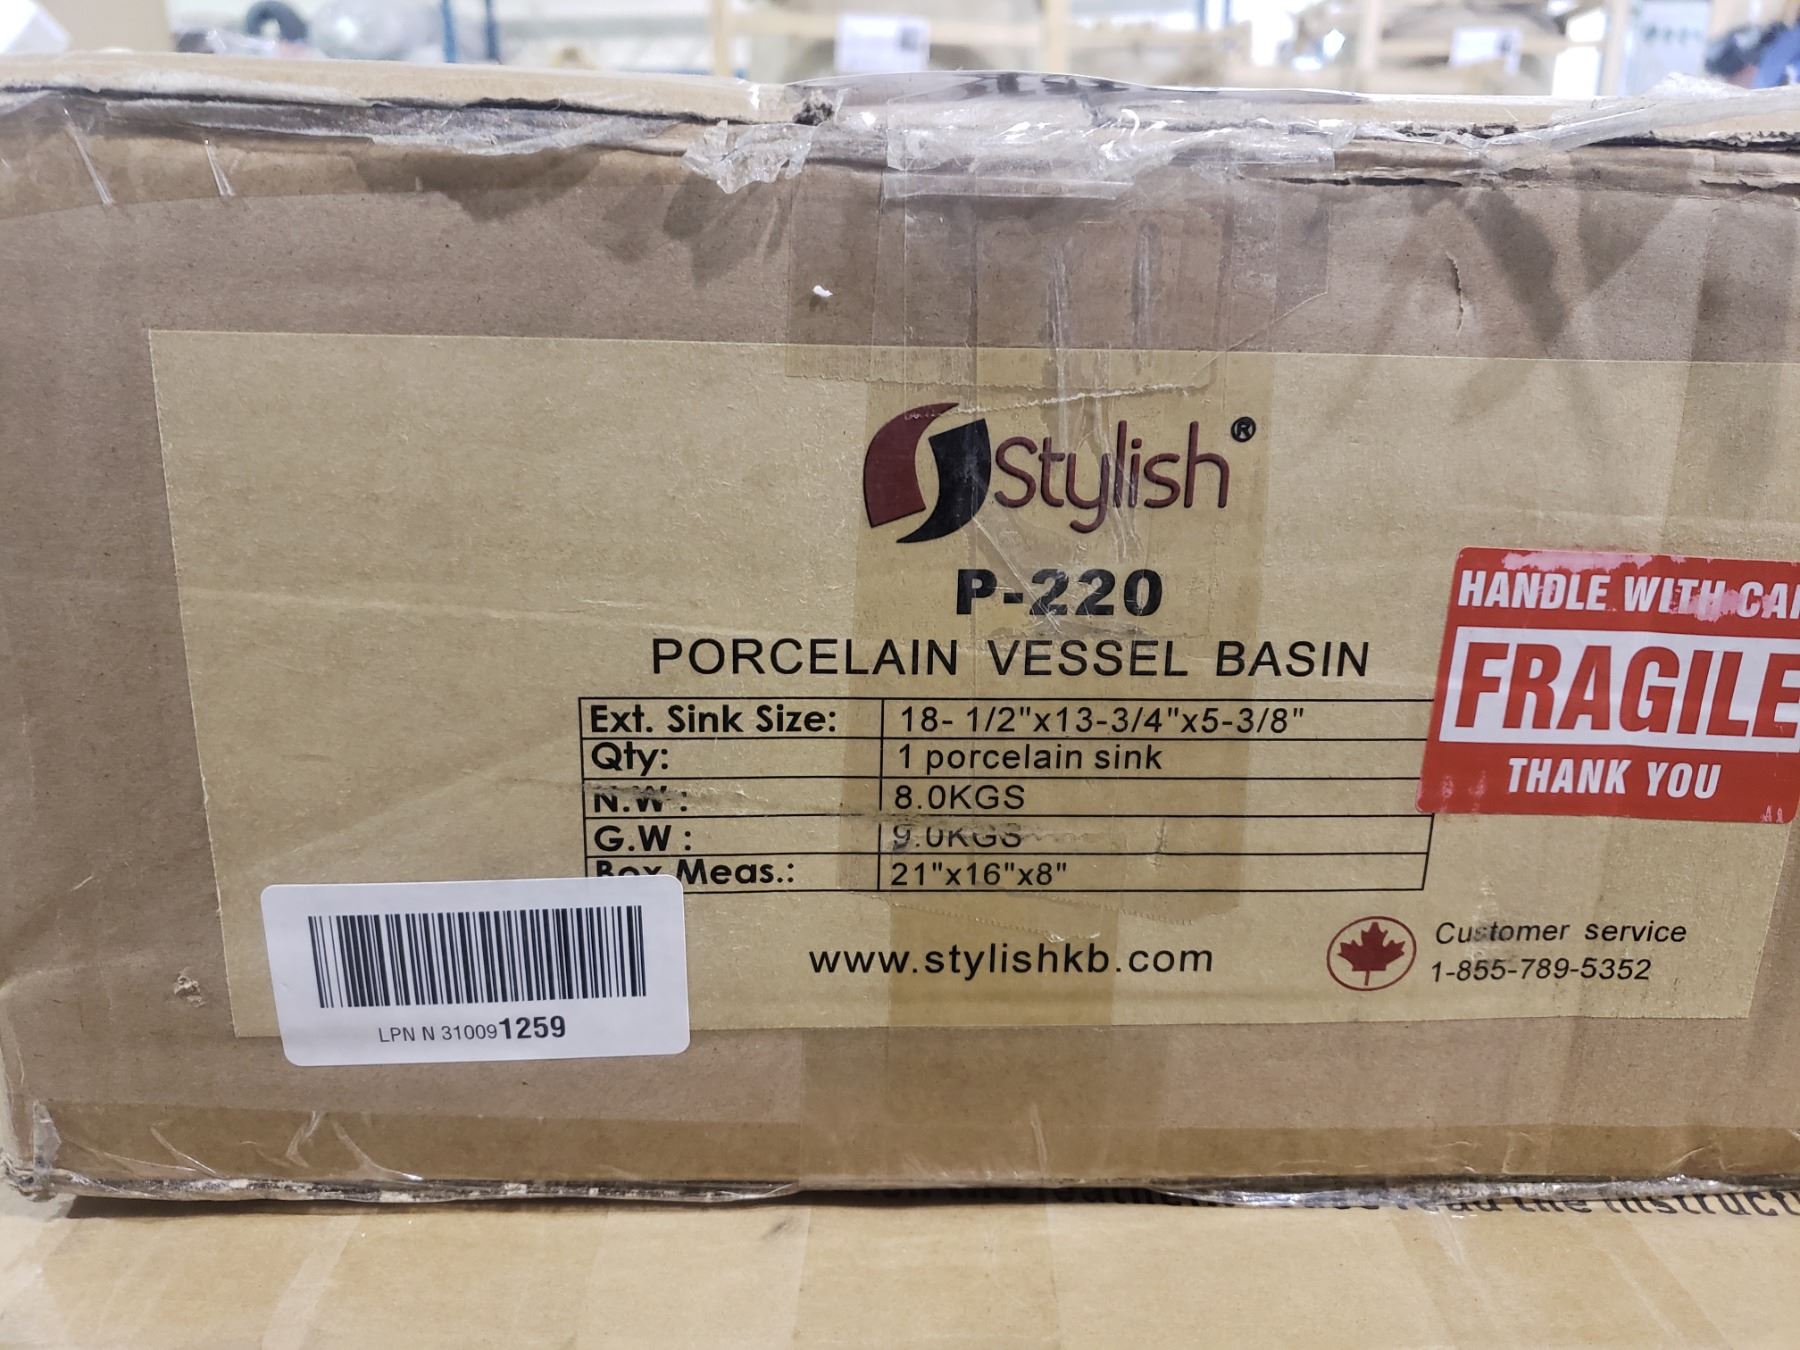 Stylish®
P-220
PORCELAIN VESSEL BASIN
Ext. Sink Size: 18- 1/2"x13-3/4"x5-3/8"
Qty: 1 porcelain sink
N.W : 8.0KGS
G.W : 9.0KGS
Box Meas.: 21"x16"x8"
www.stylishkb.com
Customer service
1-855-789-5352
HANDLE WITH
FRAGILE
THANK YOU
LPN N 310091259
read the